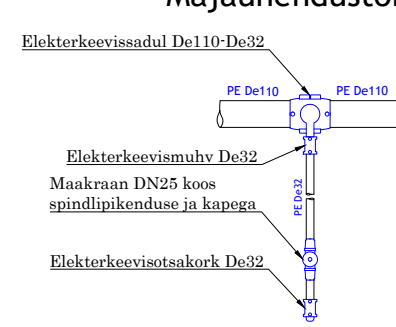 Elekterkeevissadul De110-De32
PE De110
PE De110
Elekterkeevismuhv De32
Maakraan DN25 koos
spindlipikenduse ja kapega
PE De32
Elekterkeevisotsakork De32